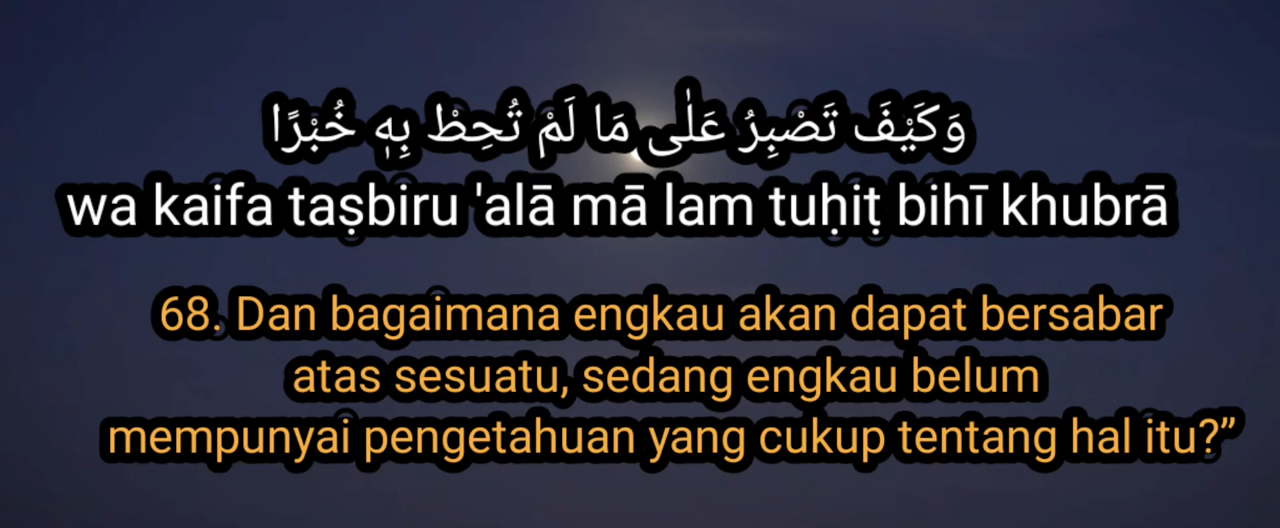 وَكَيْفَ تَصْبِرُ عَلٰى مَا لَمْ تُحِطْ بِهٖ خُبْرًا
wa kaifa taṣbiru 'alā mā lam tuḥiṭ bihī khubrā
68. Dan bagaimana engkau akan dapat bersabar
atas sesuatu, sedang engkau belum
mempunyai pengetahuan yang cukup tentang hal itu?”